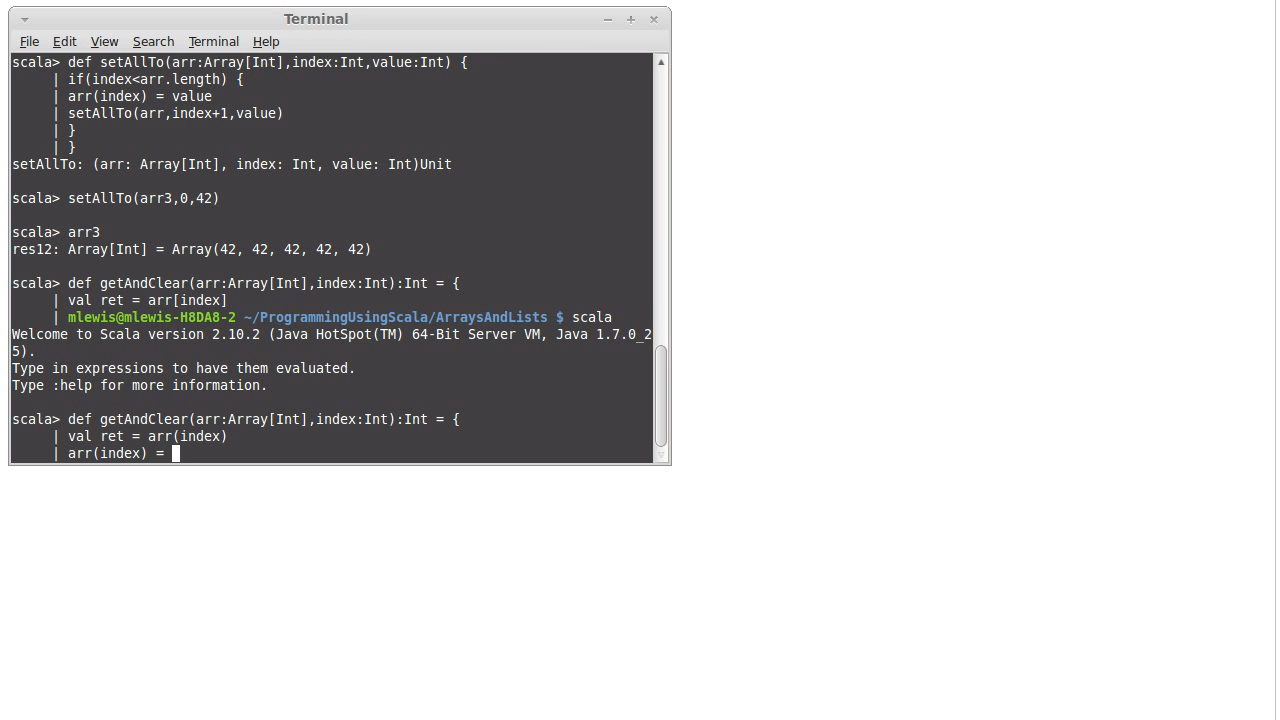 Terminal
File Edit View Search Terminal Help
scala> def setAllTo(arr:Array[Int],index:Int,value:Int) {
     | if(index<arr.length) {
     | arr(index) = value
     | setAllTo(arr,index+1,value)
     | }
     | }
setAllTo: (arr: Array[Int], index: Int, value: Int)Unit
scala> setAllTo(arr3,0,42)
scala> arr3
res12: Array[Int] = Array(42, 42, 42, 42, 42)
scala> def getAndClear(arr:Array[Int],index:Int):Int = {
     | val ret = arr[index]
     | mlewis@mlewis-H8DA8-2 ~/ProgrammingUsingScala/ArraysAndLists $ scala
Welcome to Scala version 2.10.2 (Java HotSpot(TM) 64-Bit Server VM, Java 1.7.0_2
5).
Type in expressions to have them evaluated.
Type :help for more information.
scala> def getAndClear(arr:Array[Int],index:Int):Int = {
     | val ret = arr(index)
     | arr(index) =